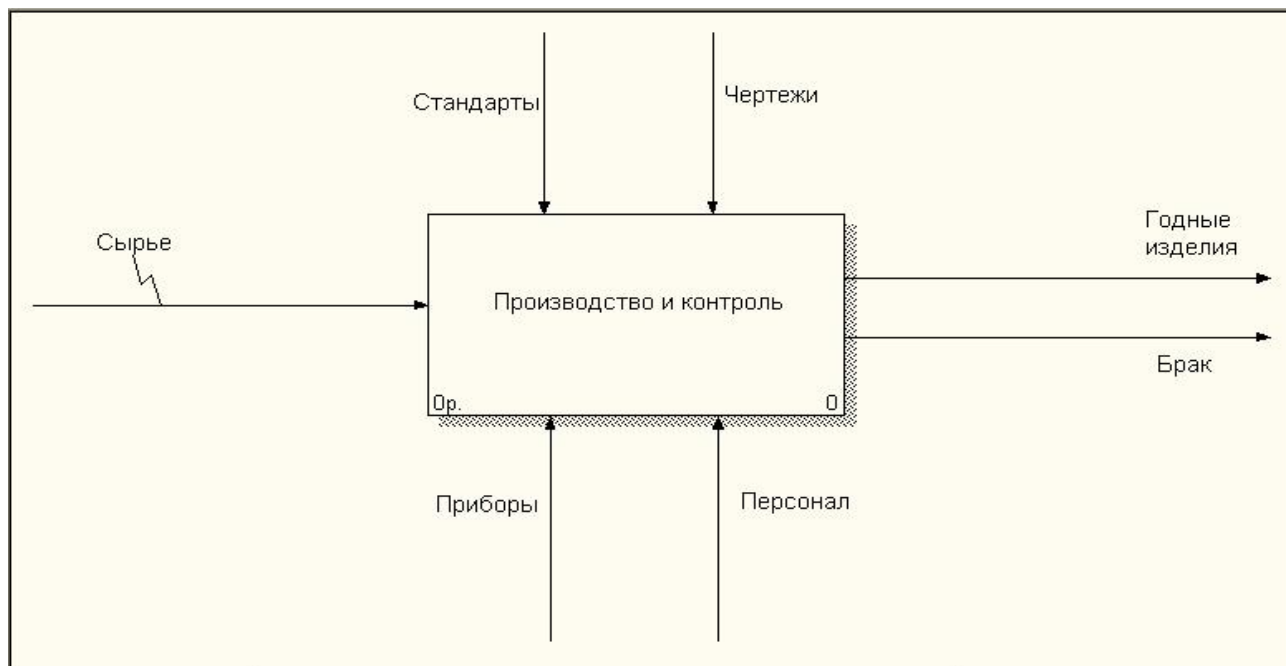 Стандарты
Чертежи
Сырье
Производство и контроль
0р.
0
Годные
изделия
Брак
Приборы
Персонал